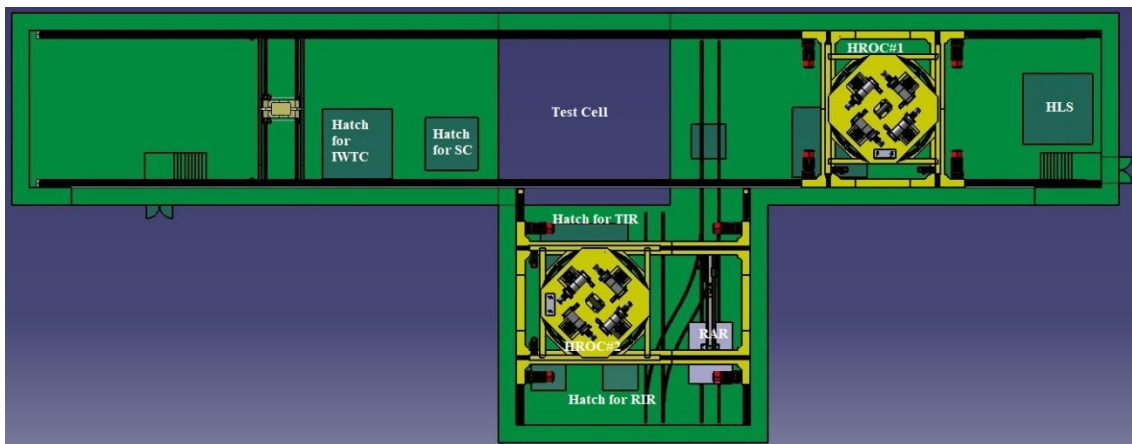 HROC#1
Test Cell
HLS
Hatch
for
IWTC
Hatch
for SC
Hatch for TIR
RAR
HROC#2
Hatch for RIR